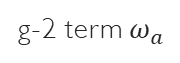 g-2 term ωₐ